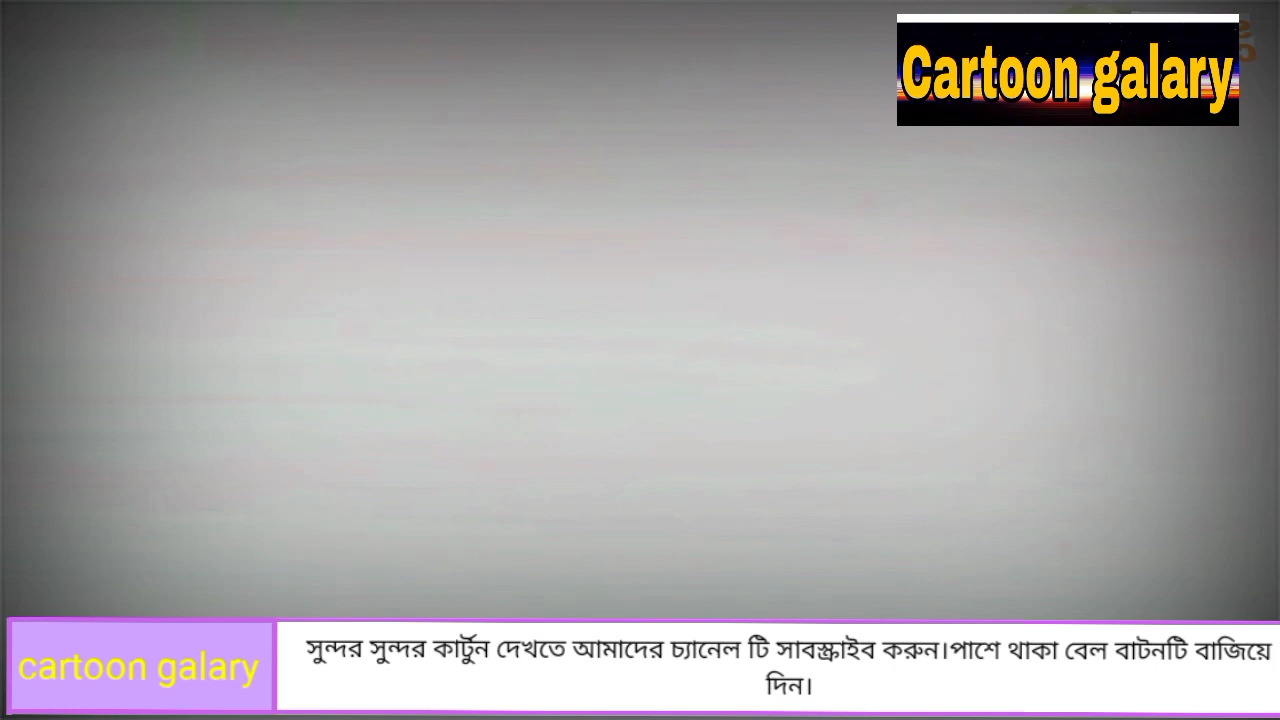 Cartoon galary
cartoon galary
সুন্দর সুন্দর কার্টুন দেখতে আমাদের চ্যানেল টি সাবস্ক্রাইব করুন।পাশে থাকা বেল বাটনটি বাজিয়ে
দিন।